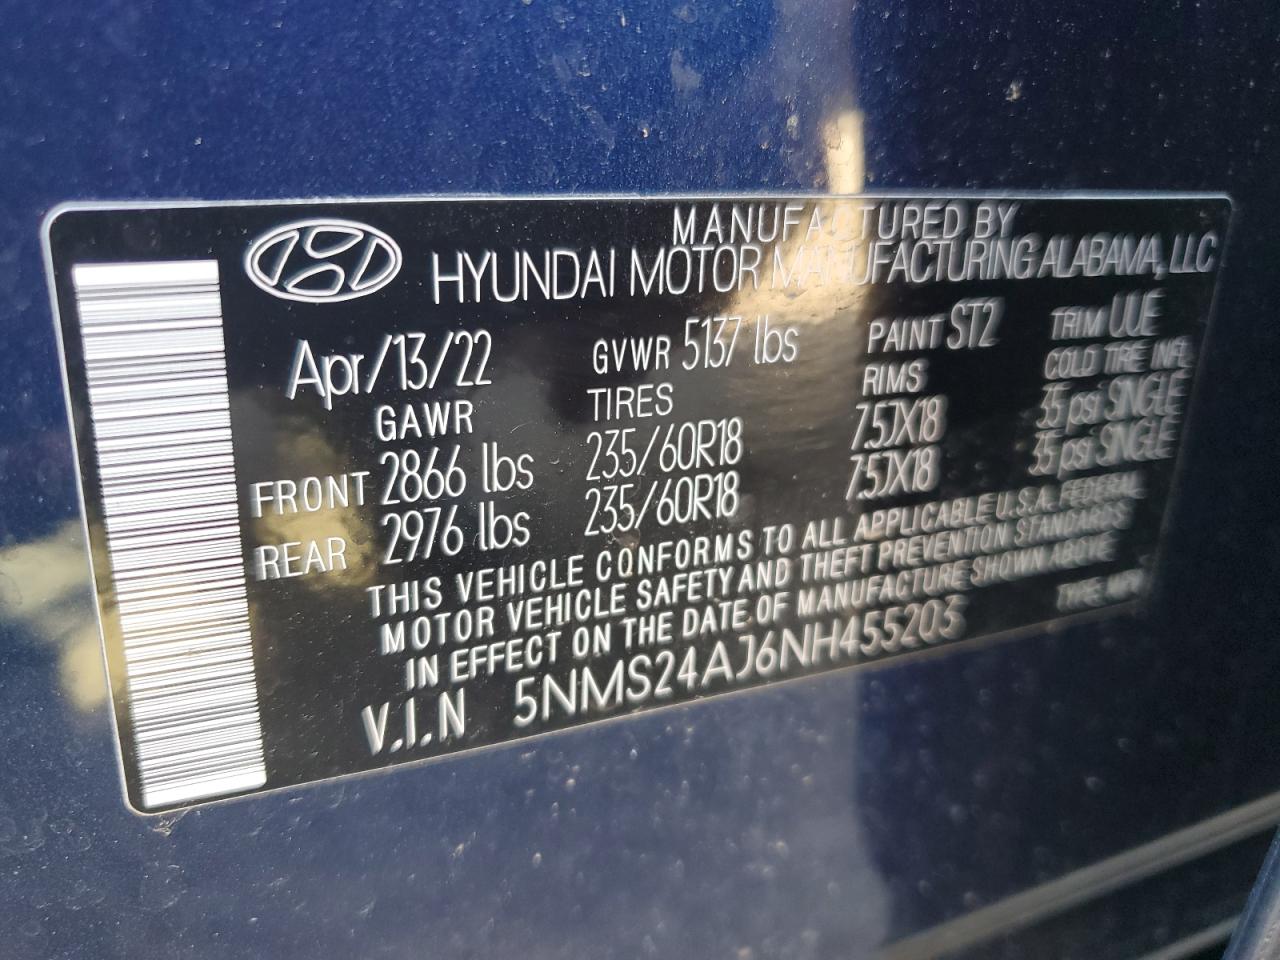 MANUFACTURED BY
HYUNDAI MOTOR MANUFACTURING ALABAMA, LLC
Apr/13/22 GVWR 5137 lbs PAINT ST2 TRIM UUE
GAWR TIRES RIMS COLD TIRE INFL
FRONT 2866 lbs 235/60R18 7.5JX18 35 psi SINGLE
REAR 2976 lbs 235/60R18 7.5JX18 35 psi SINGLE
THIS VEHICLE CONFORMS TO ALL APPLICABLE U.S.A. FEDERAL
MOTOR VEHICLE SAFETY AND THEFT PREVENTION STANDARDS
IN EFFECT ON THE DATE OF MANUFACTURE SHOWN ABOVE
V.I.N 5NMS24AJ6NH455203 TYPE: MPV